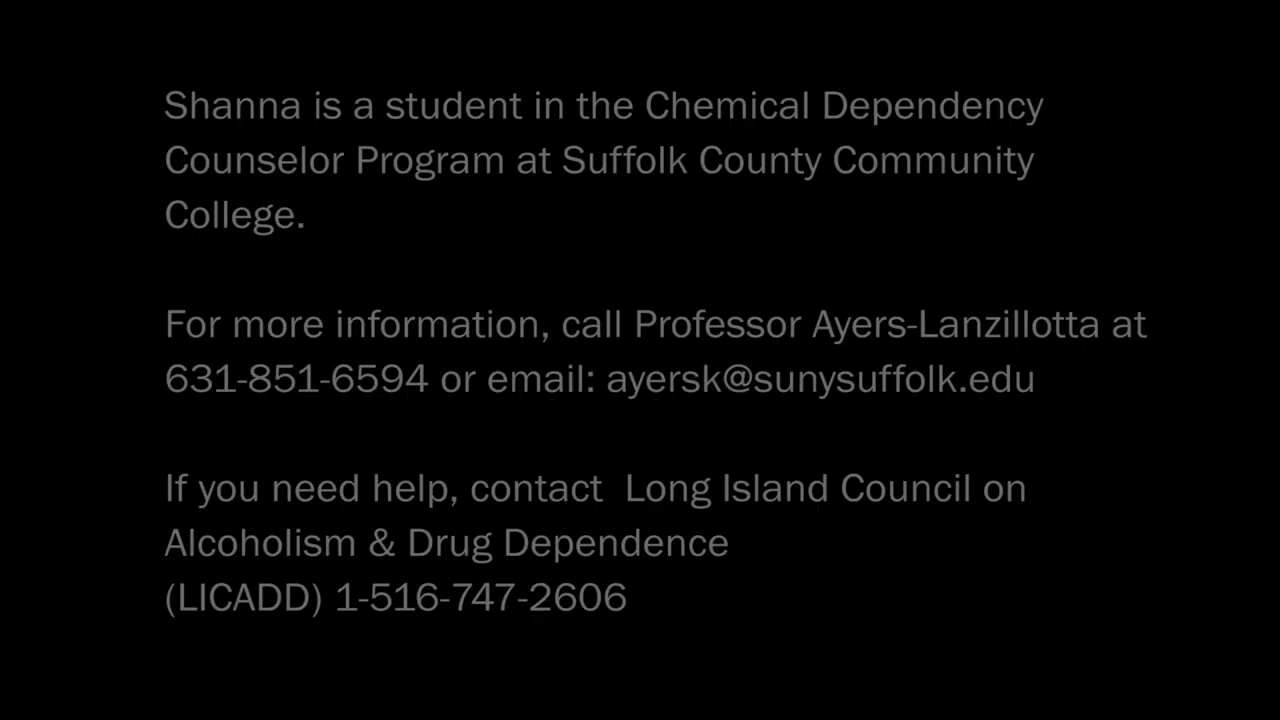 Shanna is a student in the Chemical Dependency
Counselor Program at Suffolk County Community
College.
For more information, call Professor Ayers-Lanzillotta at
631-851-6594 or email: ayersk@sunysuffolk.edu
If you need help, contact  Long Island Council on
Alcoholism & Drug Dependence
(LICADD) 1-516-747-2606